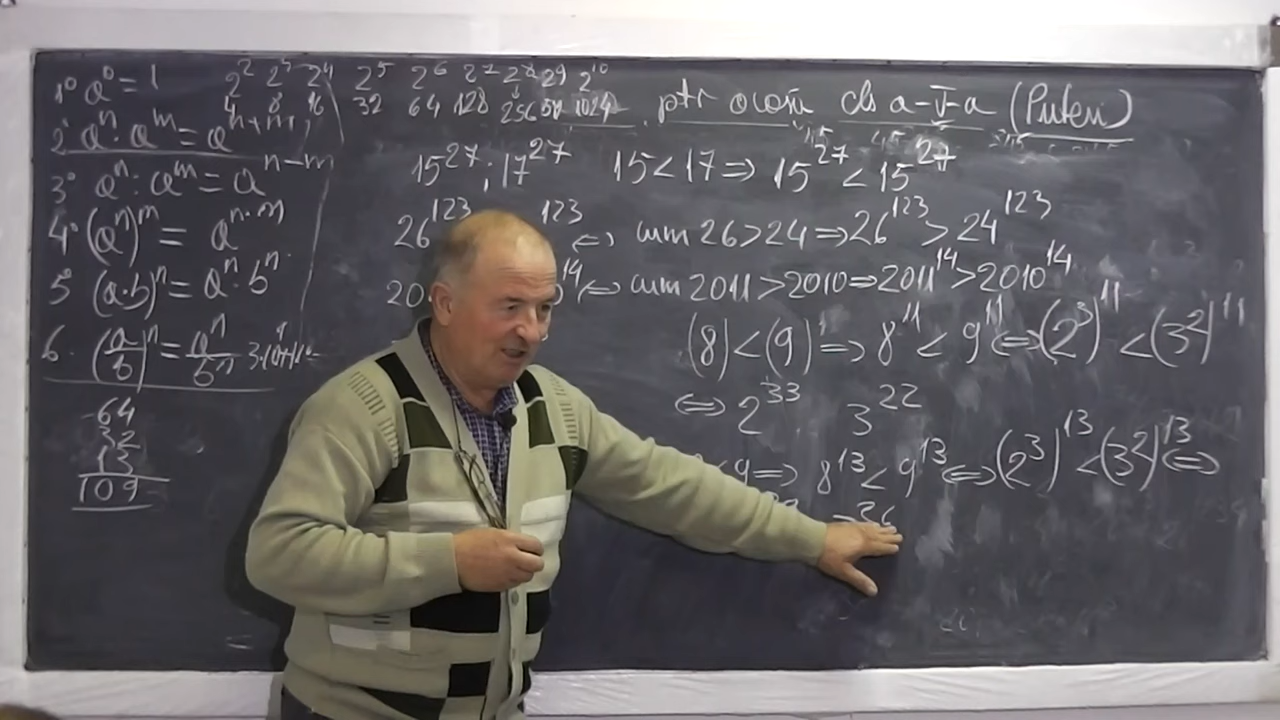 1° a⁰ = 1
2° aⁿ · aᵐ = aⁿ⁺ᵐ
3° aⁿ : aᵐ = aⁿ⁻ᵐ
4° (aⁿ)ᵐ = aⁿ·ᵐ
5° (a·b)ⁿ = aⁿ · bⁿ
6. (a/b)ⁿ = aⁿ/bⁿ
64
32
13
109
2² 2³ 2⁴ 2⁵ 2⁶ 2⁷ 2⁸ 2⁹ 2¹⁰
4 8 16 32 64 128 256 1024
ptr cls a-V-a (Puteri)
15²⁷ ; 17²⁷ 15 < 17 ⇒ 15²⁷ < 15²⁷
26¹²³ 123 ⇔ cum 26 > 24 ⇒ 26¹²³ > 24¹²³
20 14 ⇔ cum 2011 > 2010 ⇒ 2011¹⁴ > 2010¹⁴
(8) < (9) ⇒ 8¹¹ < 9¹¹ ⇔ (2³)¹¹ < (3²)¹¹
⇔ 2³³ 3²²
< 9 ⇒ 8¹³ < 9¹³ ⇔ (2³)¹³ < (3²)¹³ ⇔